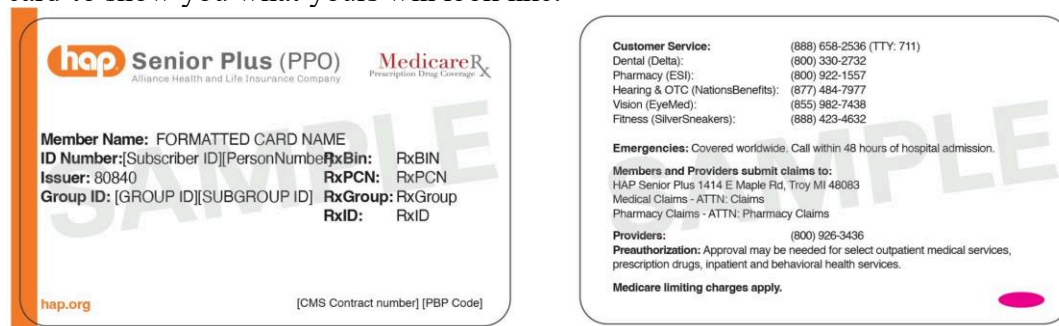 card to show you what yours will look like.
hap Senior Plus (PPO)
Alliance Health and Life Insurance Company
MedicareRx
Prescription Drug Coverage
SAMPLE
Member Name: FORMATTED CARD NAME
ID Number:[Subscriber ID][PersonNumber] RxBin: RxBIN
Issuer: 80840 RxPCN: RxPCN
Group ID: [GROUP ID][SUBGROUP ID] RxGroup: RxGroup
RxID: RxID
hap.org [CMS Contract number] [PBP Code]
Customer Service: (888) 658-2536 (TTY: 711)
Dental (Delta): (800) 330-2732
Pharmacy (ESI): (800) 922-1557
Hearing & OTC (NationsBenefits): (877) 484-7977
Vision (EyeMed): (855) 982-7438
Fitness (SilverSneakers): (888) 423-4632
SAMPLE
Emergencies: Covered worldwide. Call within 48 hours of hospital admission.
Members and Providers submit claims to:
HAP Senior Plus 1414 E Maple Rd, Troy MI 48083
Medical Claims - ATTN: Claims
Pharmacy Claims - ATTN: Pharmacy Claims
Providers: (800) 926-3436
Preauthorization: Approval may be needed for select outpatient medical services,
prescription drugs, inpatient and behavioral health services.
Medicare limiting charges apply.